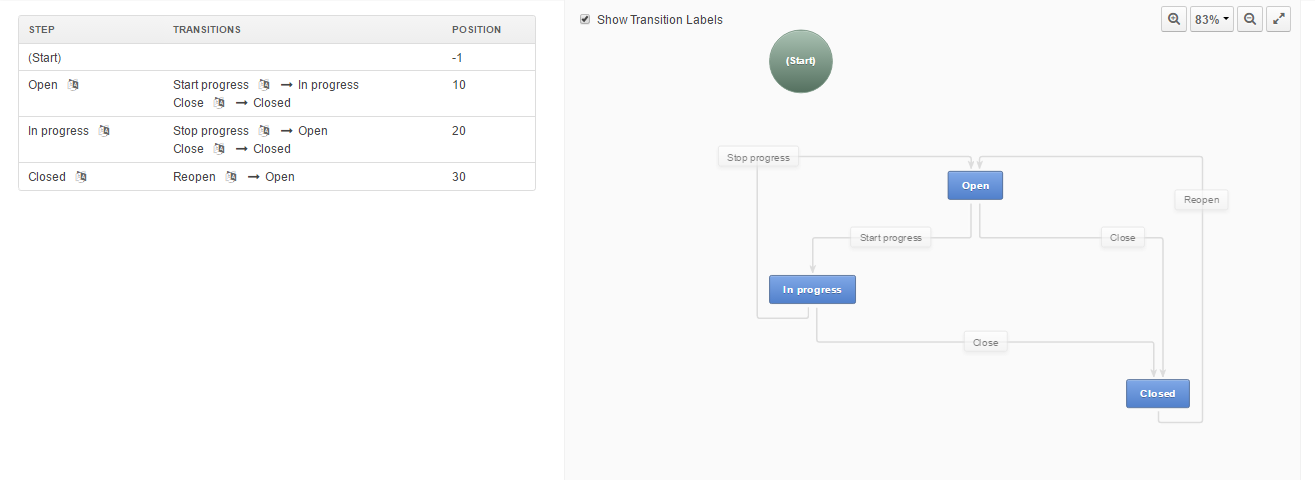 STEP TRANSITIONS POSITION
(Start) -1
Open Start progress → In progress 10
Close → Closed
In progress Stop progress → Open 20
Close → Closed
Closed Reopen → Open 30
Show Transition Labels
83%
(Start)
Stop progress
Open
Reopen
Start progress
Close
In progress
Close
Closed